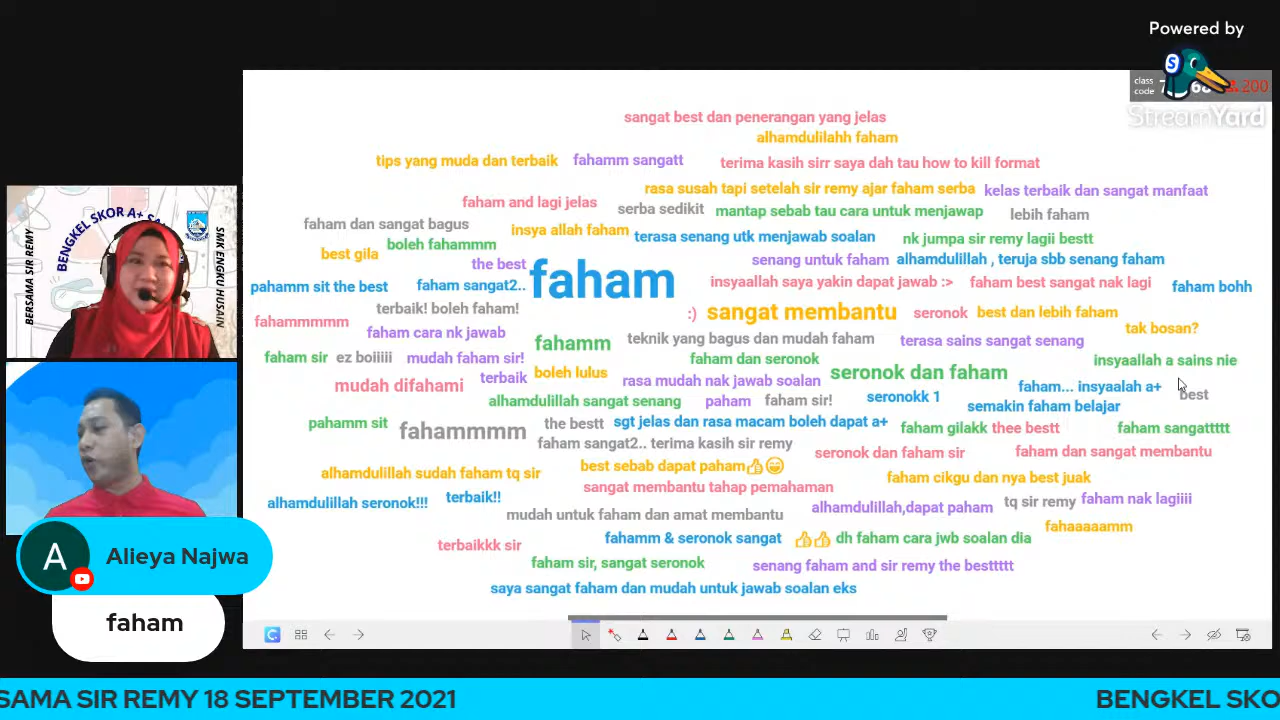 Powered by
class code
200
StreamYard
sangat best dan penerangan yang jelas
alhamdulilahh faham
tips yang muda dan terbaik
fahamm sangatt
terima kasih sirr saya dah tau how to kill format
rasa susah tapi setelah sir remy ajar faham serba
kelas terbaik dan sangat manfaat
faham and lagi jelas
serba sedikit
mantap sebab tau cara untuk menjawap
lebih faham
faham dan sangat bagus
insya allah faham
terasa senang utk menjawab soalan
nk jumpa sir remy lagii bestt
best gila
boleh fahammm
the best
faham
senang untuk faham
alhamdulillah , teruja sbb senang faham
pahamm sit the best
faham sangat2..
insyaallah saya yakin dapat jawab :>
faham best sangat nak lagi
faham bohh
terbaik! boleh faham!
:)
sangat membantu
seronok
best dan lebih faham
fahammmmm
faham cara nk jawab
fahamm
teknik yang bagus dan mudah faham
terasa sains sangat senang
tak bosan?
faham sir
ez boiiiii
mudah faham sir!
faham dan seronok
insyaallah a sains nie
mudah difahami
terbaik
boleh lulus
rasa mudah nak jawab soalan
seronok dan faham
faham... insyaalah a+
best
alhamdulillah sangat senang
paham
faham sir!
seronokk 1
semakin faham belajar
pahamm sit
fahammmm
the bestt
sgt jelas dan rasa macam boleh dapat a+
faham gilakk
thee bestt
faham sangattttt
faham sangat2.. terima kasih sir remy
seronok dan faham sir
faham dan sangat membantu
alhamdulillah sudah faham tq sir
best sebab dapat paham👍😁
faham cikgu dan nya best juak
sangat membantu tahap pemahaman
alhamdulillah seronok!!!
terbaik!!
mudah untuk faham dan amat membantu
alhamdulillah,dapat paham
tq sir remy
faham nak lagiiii
fahaaaaamm
terbaikkk sir
fahamm & seronok sangat
👍👍 dh faham cara jwb soalan dia
faham sir, sangat seronok
senang faham and sir remy the besttttt
saya sangat faham dan mudah untuk jawab soalan eks
BERSAMA SIR REMY
BENGKEL SKOR A+
SMK ENGKU HUSAIN
A
Alieya Najwa
faham
SAMA SIR REMY 18 SEPTEMBER 2021
BENGKEL SKO